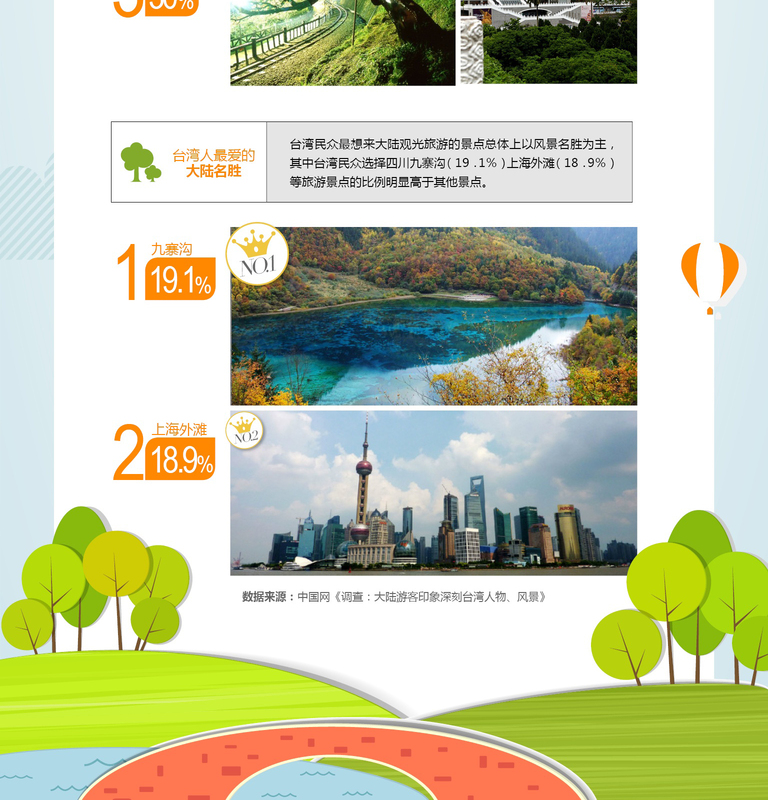 台湾人最爱的
大陆名胜
台湾民众最想来大陆观光旅游的景点总体上以风景名胜为主，
其中台湾民众选择四川九寨沟（19.1%）上海外滩（18.9%）
等旅游景点的比例明显高于其他景点。
1
九寨沟
19.1%
NO.1
2
上海外滩
18.9%
NO.2
数据来源：中国网《调查：大陆游客印象深刻台湾人物、风景》